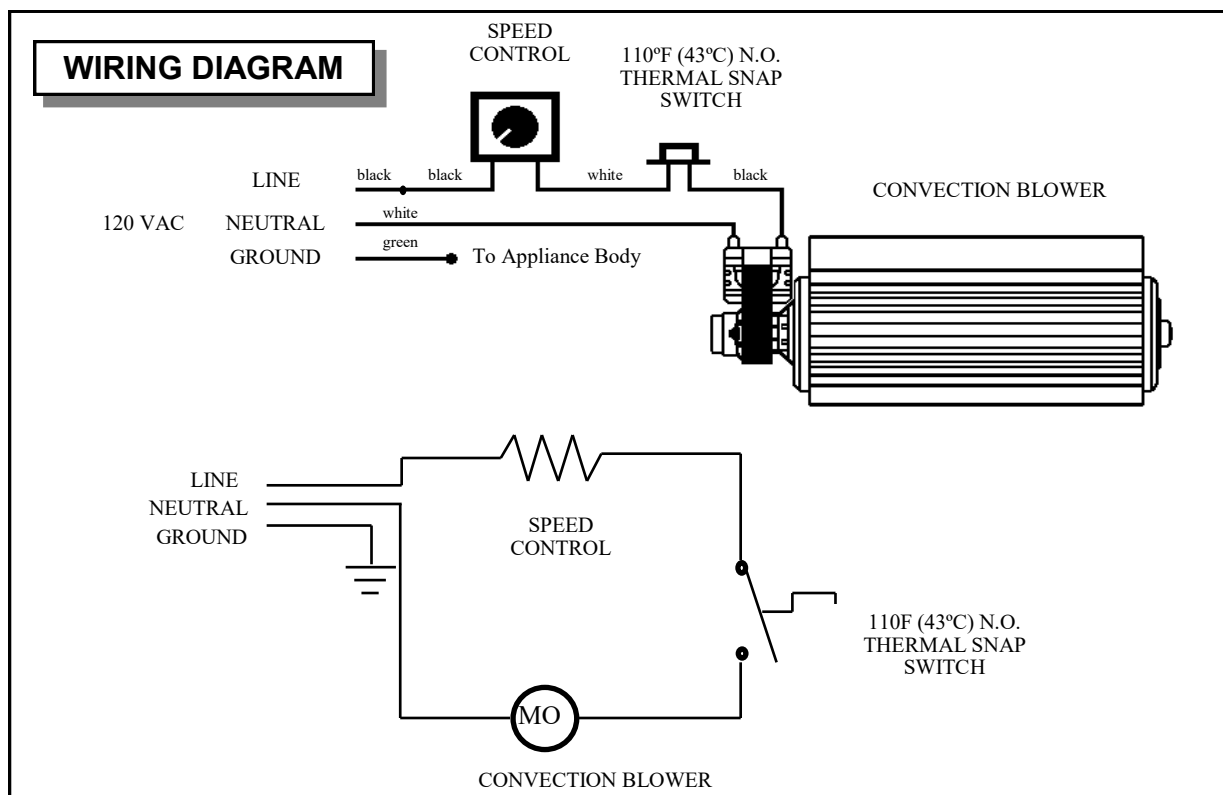 WIRING DIAGRAM
SPEED
CONTROL
110ºF (43ºC) N.O.
THERMAL SNAP
SWITCH
LINE
black
black
white
black
CONVECTION BLOWER
120 VAC
NEUTRAL
white
GROUND
green
To Appliance Body
LINE
NEUTRAL
GROUND
SPEED
CONTROL
110F (43ºC) N.O.
THERMAL SNAP
SWITCH
MO
CONVECTION BLOWER